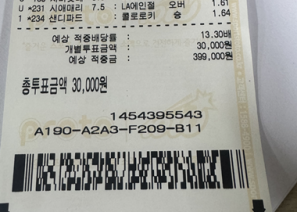 U *231 시애매리 7.5 : LA에인절 오버 1.61
1 *234 샌디파드 : 콜로로키 승 1.64
예상 적중배당률 : 13.30배
개별투표금액 : 30,000원
예상 적중금 : 399,000원
총투표금액 30,000원
1454395543
A190-A2A3-F209-B11